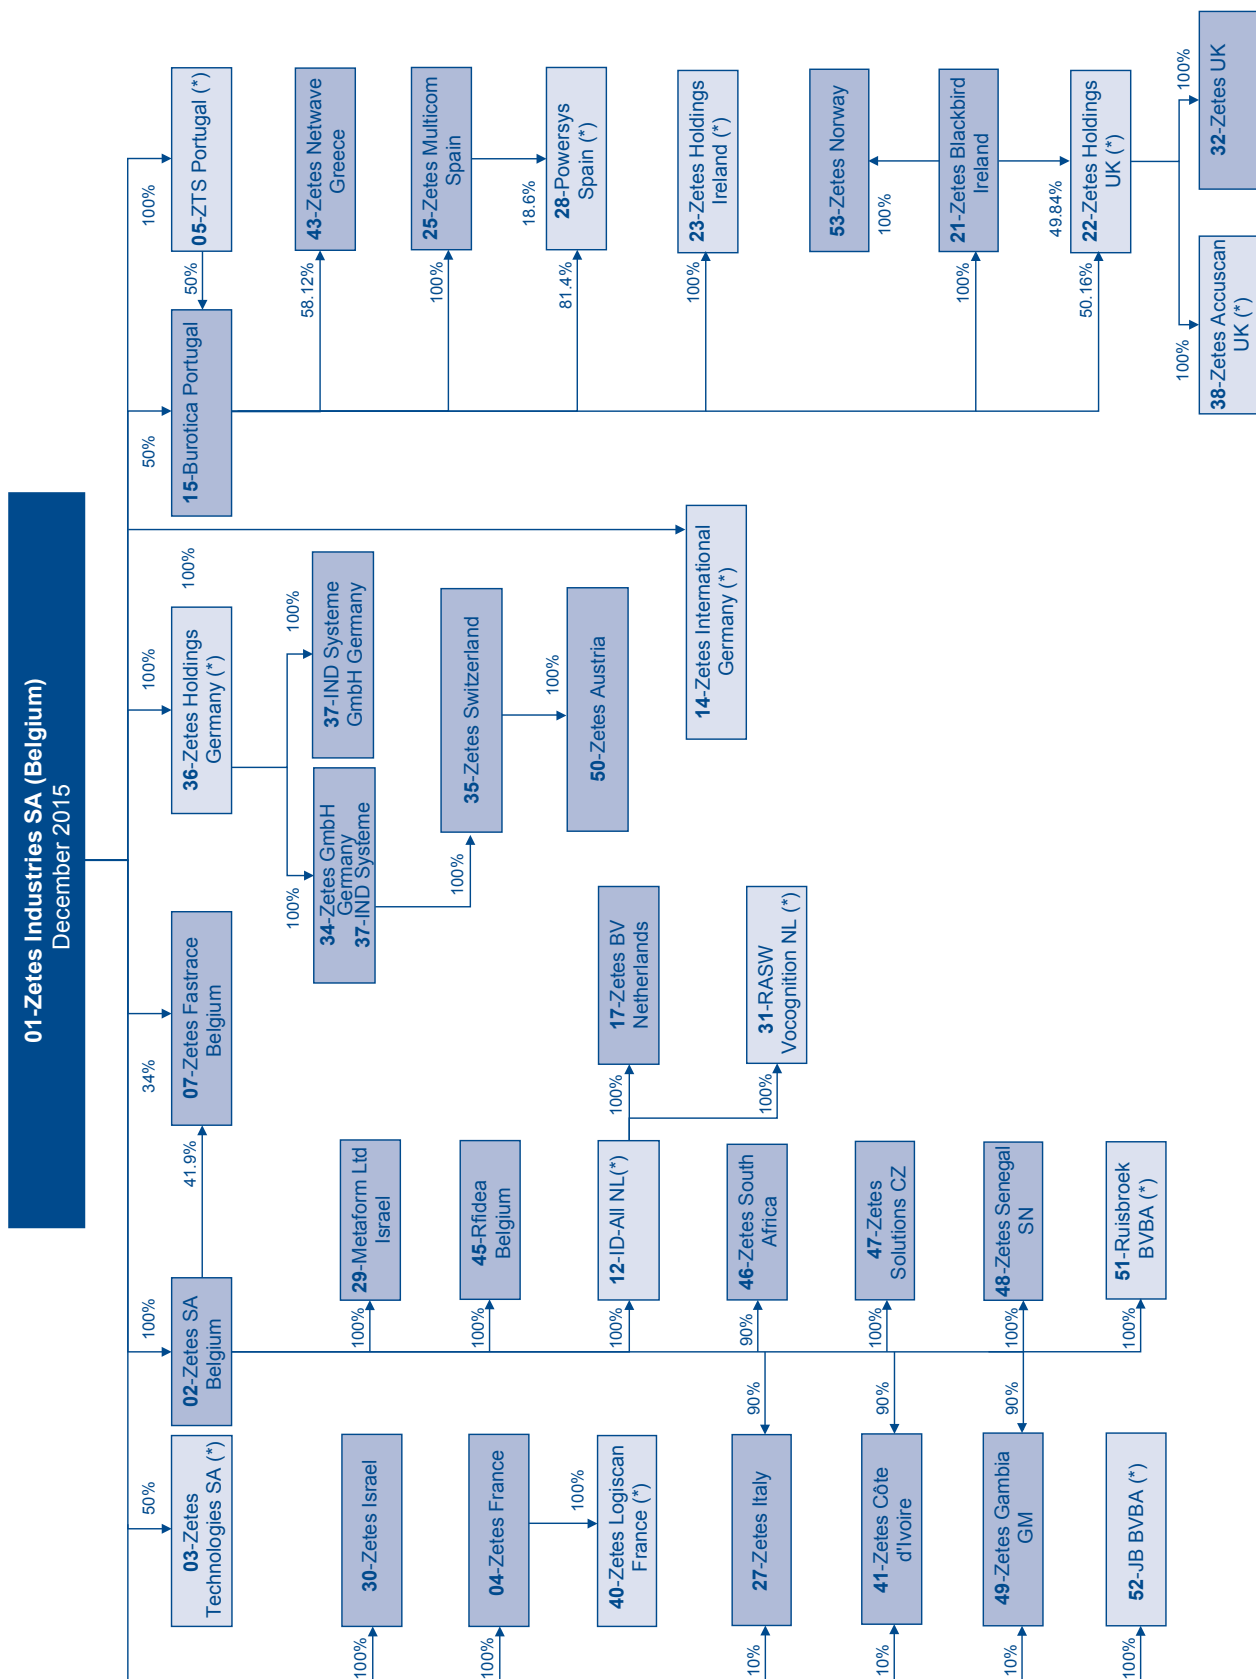 01-Zetes Industries SA (Belgium)
December 2015
50%
03-Zetes
Technologies SA (*)
100%
02-Zetes SA
Belgium
41.9%
34%
07-Zetes Fastrace
Belgium
100%
36-Zetes Holdings
Germany (*)
100%
50%
15-Burotica Portugal
50%
100%
05-ZTS Portugal (*)
100%
30-Zetes Israel
100%
04-Zetes France
100%
40-Zetes Logiscan
France (*)
10%
27-Zetes Italy
90%
10%
41-Zetes Côte
d'Ivoire
90%
10%
49-Zetes Gambia
GM
90%
100%
52-JB BVBA (*)
100%
29-Metaform Ltd
Israel
100%
45-Rfidea
Belgium
100%
12-ID-All NL(*)
100%
17-Zetes BV
Netherlands
100%
31-RASW
Vocognition NL (*)
90%
46-Zetes South
Africa
100%
47-Zetes
Solutions CZ
100%
48-Zetes Senegal
SN
100%
51-Ruisbroek
BVBA (*)
100%
34-Zetes GmbH
Germany
37-IND Systeme
100%
37-IND Systeme
GmbH Germany
100%
35-Zetes Switzerland
100%
50-Zetes Austria
14-Zetes International
Germany (*)
58.12%
43-Zetes Netwave
Greece
100%
25-Zetes Multicom
Spain
81.4%
18.6%
28-Powersys
Spain (*)
100%
23-Zetes Holdings
Ireland (*)
100%
53-Zetes Norway
100%
21-Zetes Blackbird
Ireland
50.16%
49.84%
22-Zetes Holdings
UK (*)
100%
38-Zetes Accuscan
UK (*)
100%
32-Zetes UK